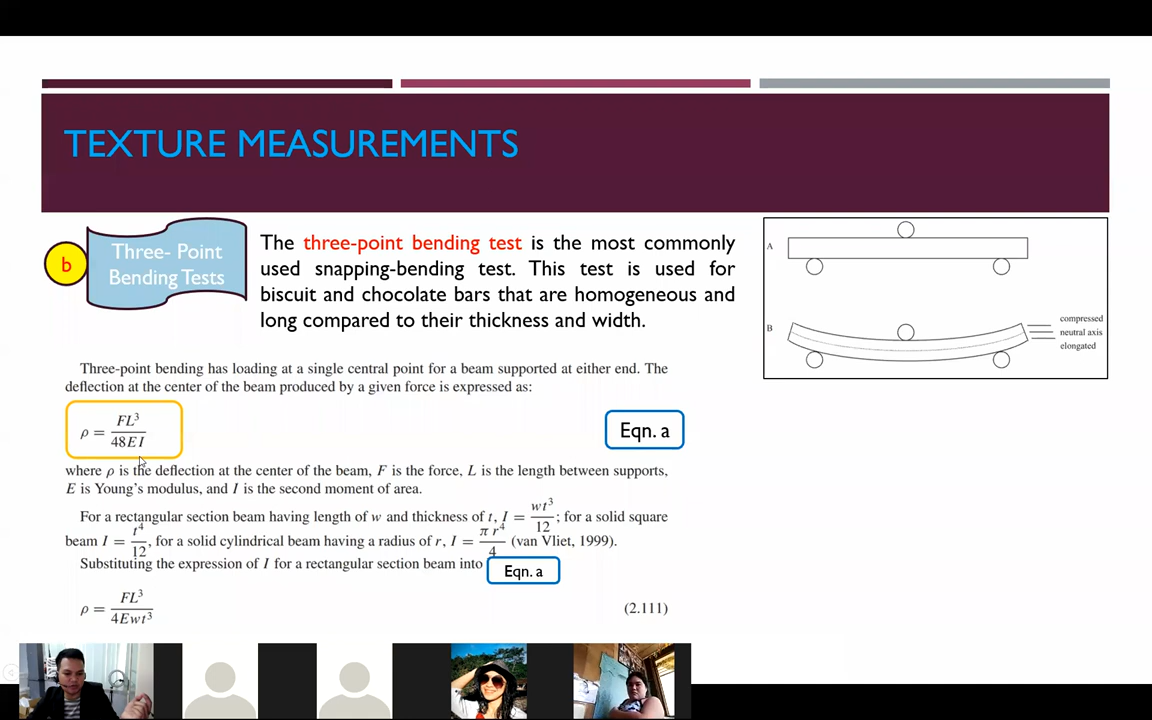 TEXTURE MEASUREMENTS
b
Three- Point
Bending Tests
The three-point bending test is the most commonly
used snapping-bending test. This test is used for
biscuit and chocolate bars that are homogeneous and
long compared to their thickness and width.
A
B
compressed
neutral axis
elongated
Three-point bending has loading at a single central point for a beam supported at either end. The
deflection at the center of the beam produced by a given force is expressed as:
ρ = FL³/48EI
Eqn. a
where ρ is the deflection at the center of the beam, F is the force, L is the length between supports,
E is Young's modulus, and I is the second moment of area.
For a rectangular section beam having length of w and thickness of t, I = wt³/12; for a solid square
beam I = t⁴/12, for a solid cylindrical beam having a radius of r, I = π r⁴/4 (van Vliet, 1999).
Substituting the expression of I for a rectangular section beam into Eqn. a
ρ = FL³/4Ewt³ (2.111)